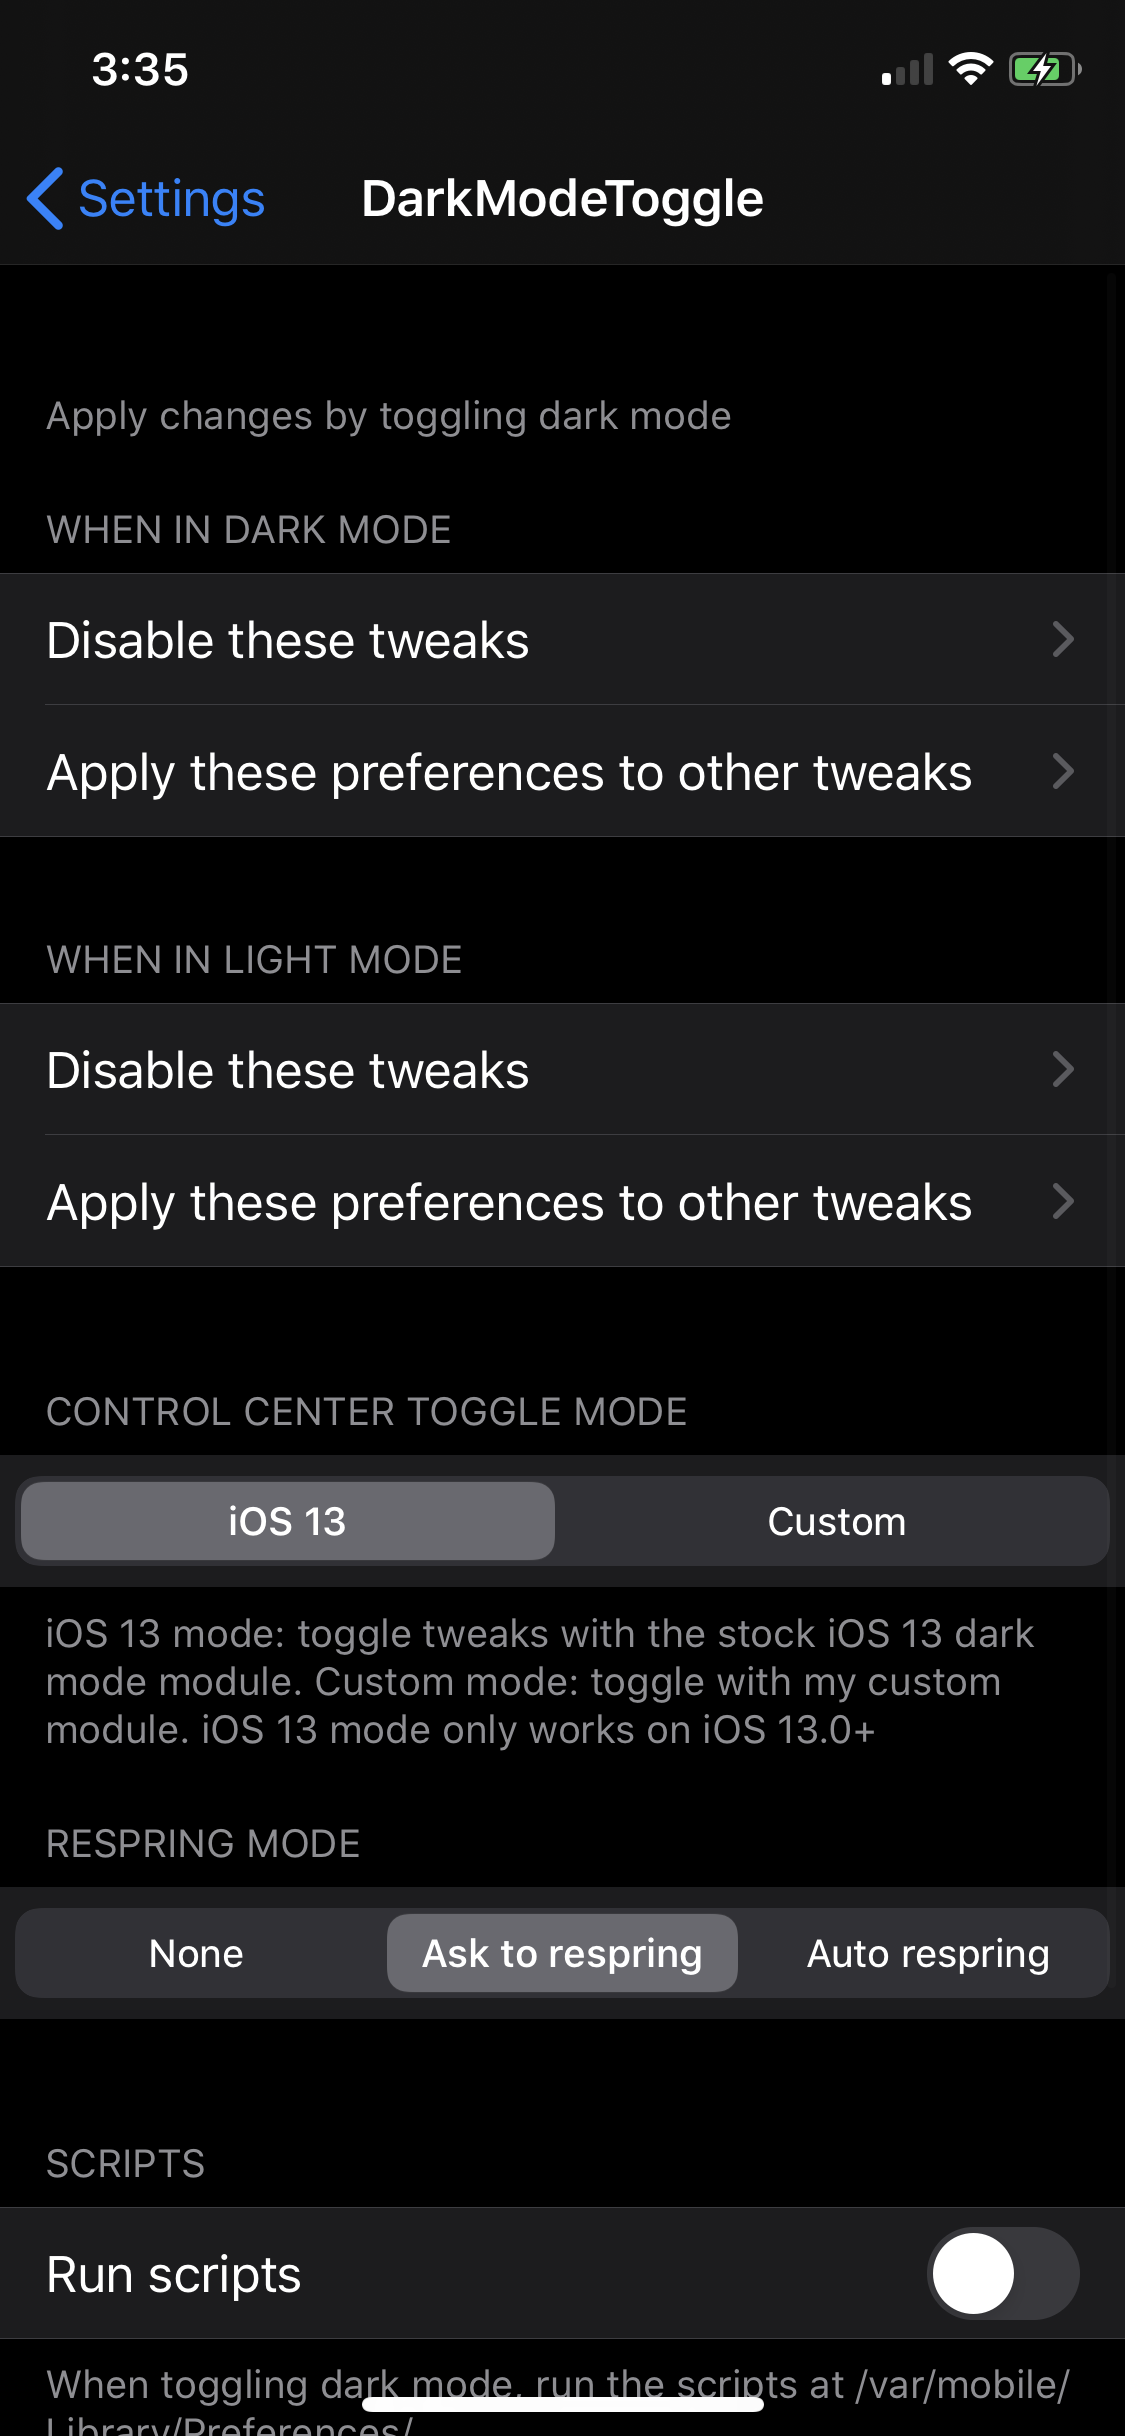 3:35
Settings
DarkModeToggle
Apply changes by toggling dark mode
WHEN IN DARK MODE
Disable these tweaks
Apply these preferences to other tweaks
WHEN IN LIGHT MODE
Disable these tweaks
Apply these preferences to other tweaks
CONTROL CENTER TOGGLE MODE
iOS 13
Custom
iOS 13 mode: toggle tweaks with the stock iOS 13 dark
mode module. Custom mode: toggle with my custom
module. iOS 13 mode only works on iOS 13.0+
RESPRING MODE
None
Ask to respring
Auto respring
SCRIPTS
Run scripts
When toggling dark mode, run the scripts at /var/mobile/
Library/Preferences/